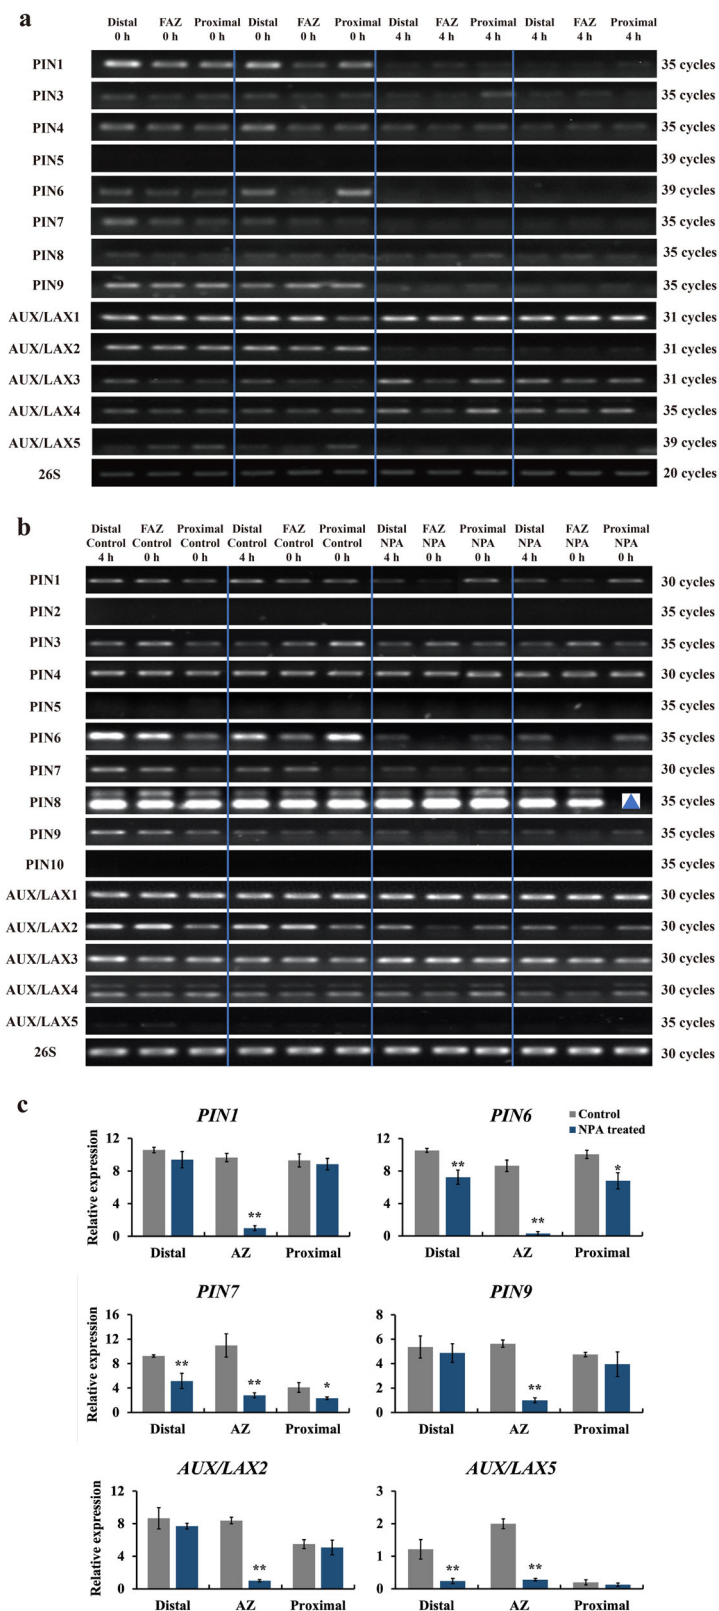 a
Distal FAZ Proximal Distal FAZ Proximal Distal FAZ Proximal Distal FAZ Proximal
0 h 0 h 0 h 0 h 0 h 0 h 4 h 4 h 4 h 4 h 4 h 4 h
PIN1 35 cycles
PIN3 35 cycles
PIN4 35 cycles
PIN5 39 cycles
PIN6 39 cycles
PIN7 35 cycles
PIN8 35 cycles
PIN9 35 cycles
AUX/LAX1 31 cycles
AUX/LAX2 31 cycles
AUX/LAX3 31 cycles
AUX/LAX4 35 cycles
AUX/LAX5 39 cycles
26S 20 cycles
b
Distal FAZ Proximal Distal FAZ Proximal Distal FAZ Proximal Distal FAZ Proximal
Control Control Control Control Control Control NPA NPA NPA NPA NPA NPA
4 h 0 h 0 h 4 h 0 h 0 h 4 h 0 h 0 h 4 h 0 h 0 h
PIN1 30 cycles
PIN2 35 cycles
PIN3 35 cycles
PIN4 30 cycles
PIN5 35 cycles
PIN6 35 cycles
PIN7 30 cycles
PIN8 35 cycles
PIN9 35 cycles
PIN10 35 cycles
AUX/LAX1 30 cycles
AUX/LAX2 30 cycles
AUX/LAX3 30 cycles
AUX/LAX4 30 cycles
AUX/LAX5 35 cycles
26S 30 cycles
c
PIN1
Relative expression
12
8
4
0
**
Distal AZ Proximal
PIN6
Control
NPA treated
12
8
4
0
** ** *
Distal AZ Proximal
PIN7
Relative expression
16
12
8
4
0
** ** *
Distal AZ Proximal
PIN9
8
6
4
2
0
**
Distal AZ Proximal
AUX/LAX2
Relative expression
12
8
4
0
**
Distal AZ Proximal
AUX/LAX5
3
2
1
0
** **
Distal AZ Proximal